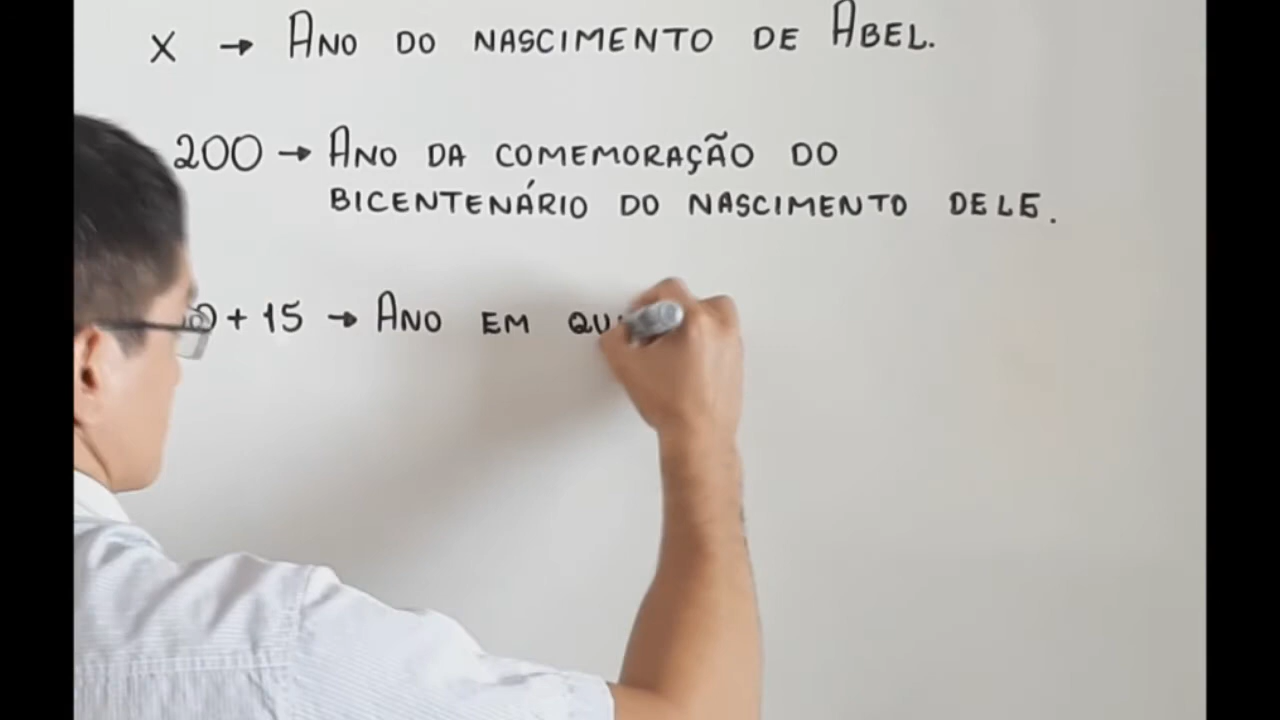 X → ANO DO NASCIMENTO DE ABEL.
200 → ANO DA COMEMORAÇÃO DO
BICENTENÁRIO DO NASCIMENTO DELE.
+ 15 → ANO EM